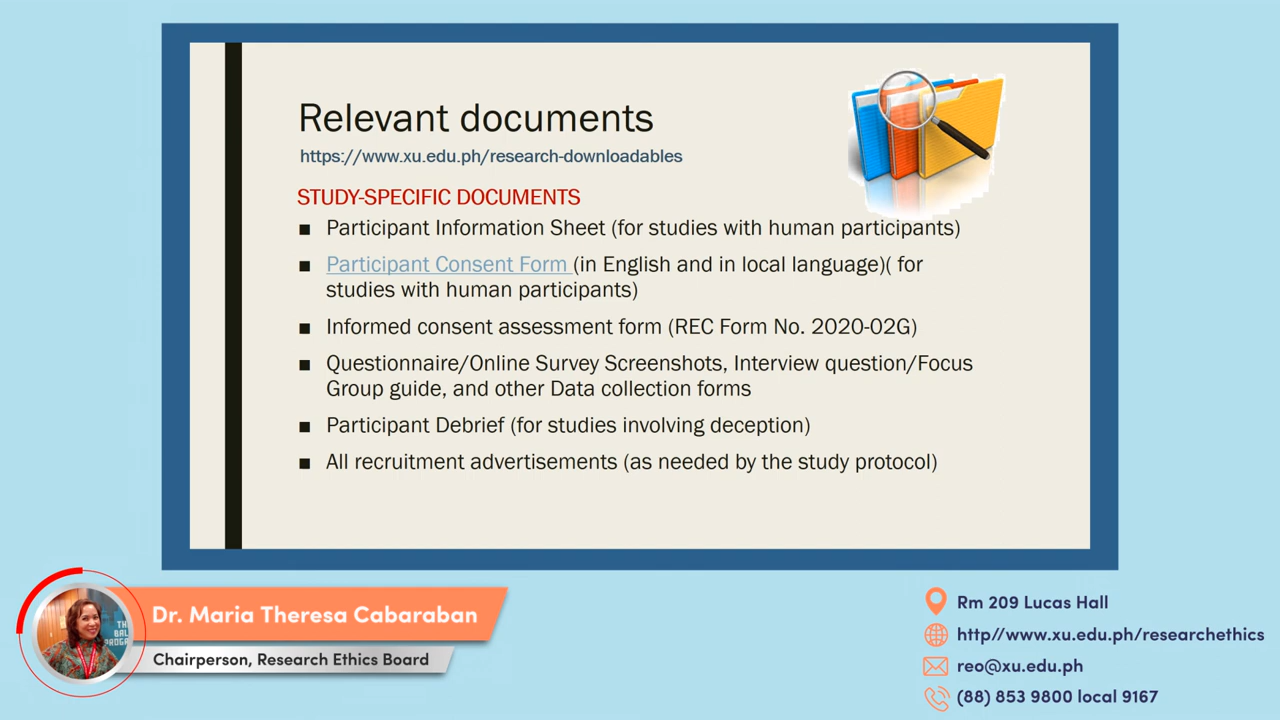 Relevant documents
https://www.xu.edu.ph/research-downloadables
STUDY-SPECIFIC DOCUMENTS
■ Participant Information Sheet (for studies with human participants)
■ Participant Consent Form (in English and in local language)( for
studies with human participants)
■ Informed consent assessment form (REC Form No. 2020-02G)
■ Questionnaire/Online Survey Screenshots, Interview question/Focus
Group guide, and other Data collection forms
■ Participant Debrief (for studies involving deception)
■ All recruitment advertisements (as needed by the study protocol)
Dr. Maria Theresa Cabaraban
Chairperson, Research Ethics Board
Rm 209 Lucas Hall
http//www.xu.edu.ph/researchethics
reo@xu.edu.ph
(88) 853 9800 local 9167